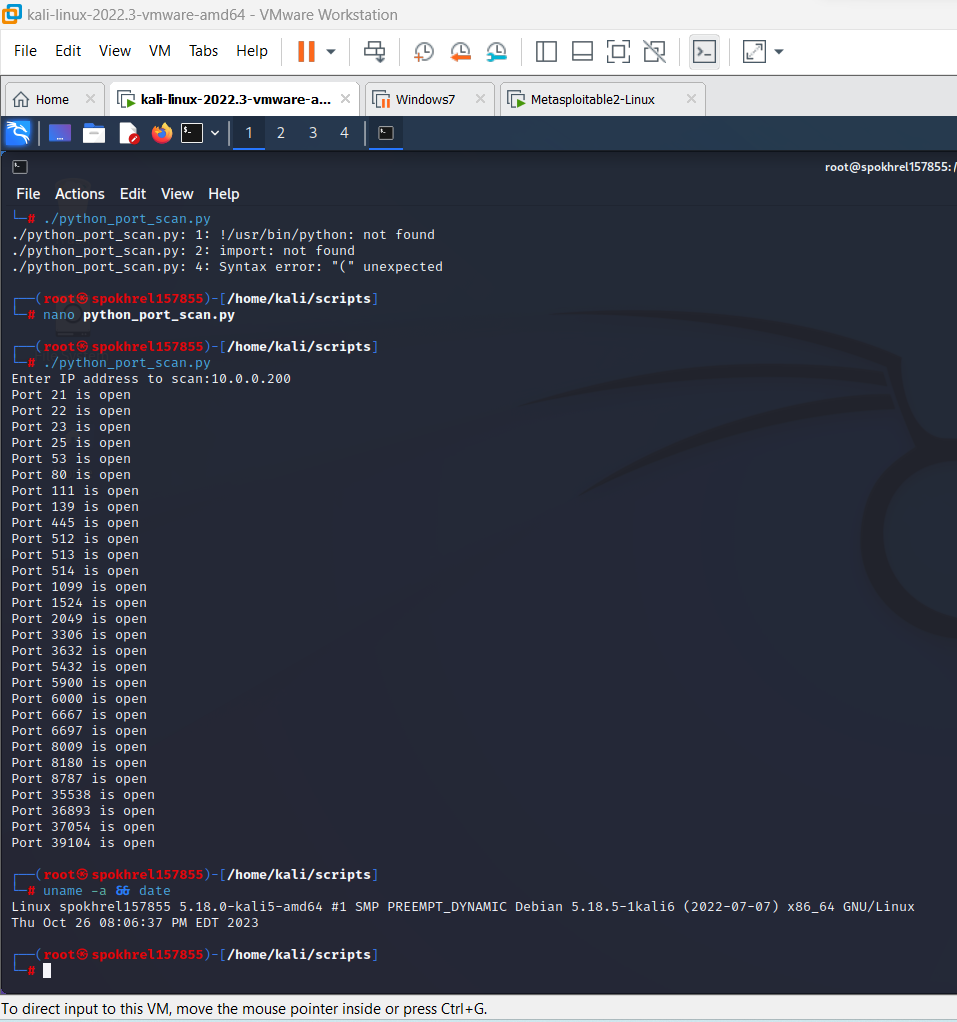 kali-linux-2022.3-vmware-amd64 - VMware Workstation
File Edit View VM Tabs Help
Home kali-linux-2022.3-vmware-a... Windows7 Metasploitable2-Linux
1 2 3 4
root@spokhrel157855:/
File Actions Edit View Help
└─# ./python_port_scan.py
./python_port_scan.py: 1: !/usr/bin/python: not found
./python_port_scan.py: 2: import: not found
./python_port_scan.py: 4: Syntax error: "(" unexpected
┌──(root㉿spokhrel157855)-[/home/kali/scripts]
└─# nano python_port_scan.py
┌──(root㉿spokhrel157855)-[/home/kali/scripts]
└─# ./python_port_scan.py
Enter IP address to scan:10.0.0.200
Port 21 is open
Port 22 is open
Port 23 is open
Port 25 is open
Port 53 is open
Port 80 is open
Port 111 is open
Port 139 is open
Port 445 is open
Port 512 is open
Port 513 is open
Port 514 is open
Port 1099 is open
Port 1524 is open
Port 2049 is open
Port 3306 is open
Port 3632 is open
Port 5432 is open
Port 5900 is open
Port 6000 is open
Port 6667 is open
Port 6697 is open
Port 8009 is open
Port 8180 is open
Port 8787 is open
Port 35538 is open
Port 36893 is open
Port 37054 is open
Port 39104 is open
┌──(root㉿spokhrel157855)-[/home/kali/scripts]
└─# uname -a && date
Linux spokhrel157855 5.18.0-kali5-amd64 #1 SMP PREEMPT_DYNAMIC Debian 5.18.5-1kali6 (2022-07-07) x86_64 GNU/Linux
Thu Oct 26 08:06:37 PM EDT 2023
┌──(root㉿spokhrel157855)-[/home/kali/scripts]
└─#
To direct input to this VM, move the mouse pointer inside or press Ctrl+G.